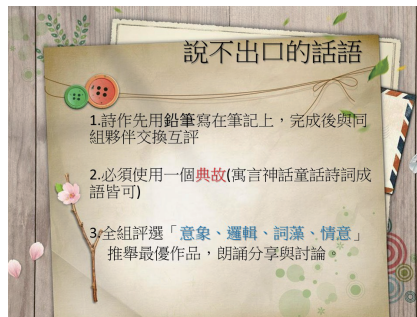 說不出口的話語
1.詩作先用鉛筆寫在筆記上，完成後與同
組夥伴交換互評
2.必須使用一個典故(寓言神話童話詩詞成
語皆可)
3.全組評選「意象、邏輯、詞藻、情意」
推舉最優作品，朗誦分享與討論。